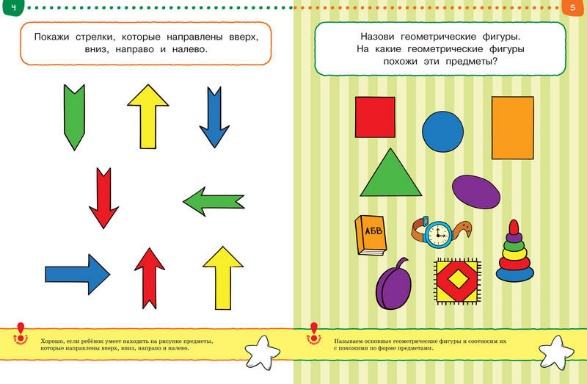 4
Покажи стрелки, которые направлены вверх,
вниз, направо и налево.
Хорошо, если ребёнок умеет находить на рисунке предметы,
которые направлены вверх, вниз, направо и налево.
5
Назови геометрические фигуры.
На какие геометрические фигуры
похожи эти предметы?
АБВ
Называем основные геометрические фигуры и соотносим их
с похожими по форме предметами.